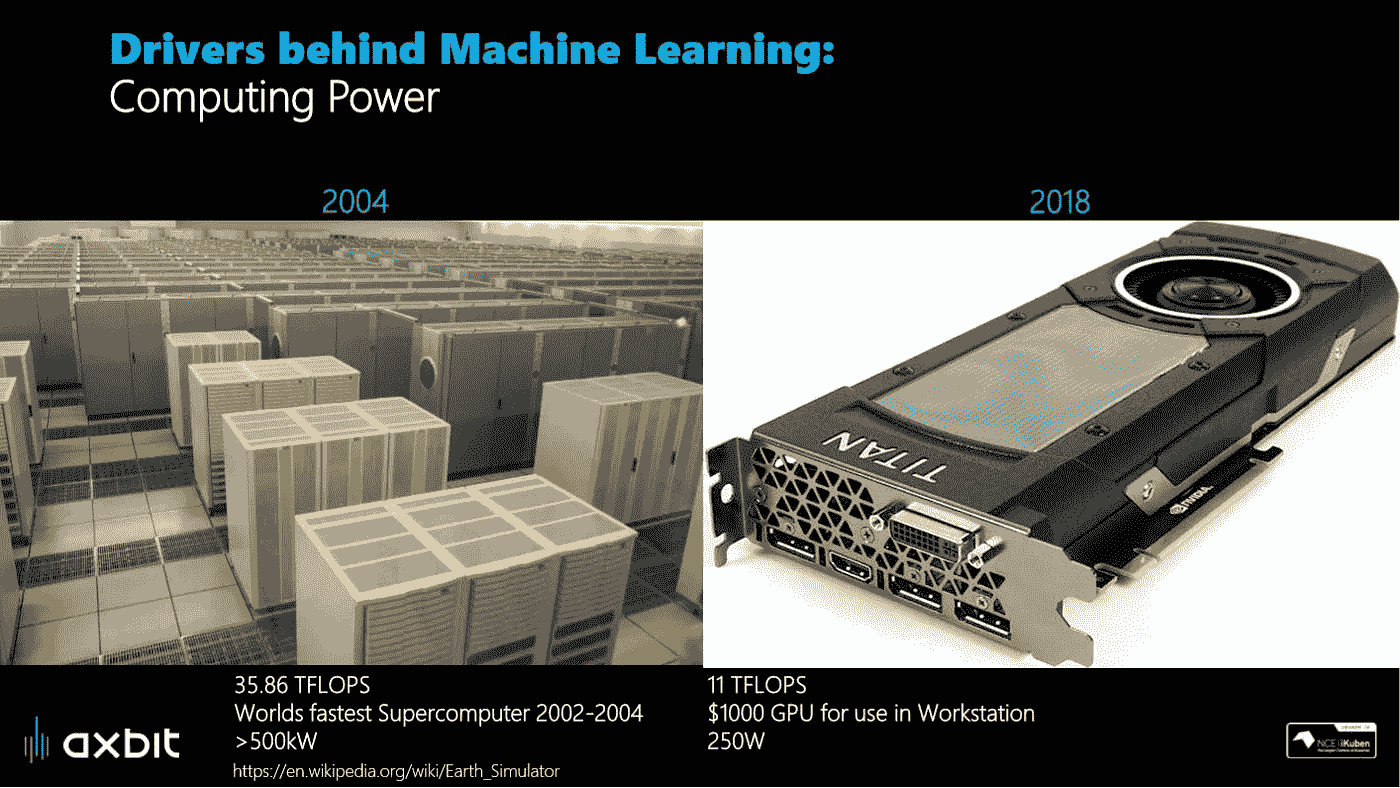 Drivers behind Machine Learning:
Computing Power
2004
2018
TITAN
NVIDIA
35.86 TFLOPS
Worlds fastest Supercomputer 2002-2004
>500kW
https://en.wikipedia.org/wiki/Earth_Simulator
11 TFLOPS
$1000 GPU for use in Workstation
250W
axbit
NCE iKuben